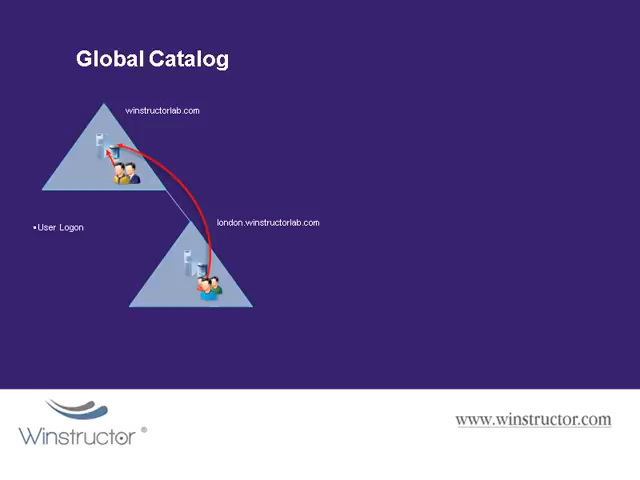 Global Catalog
winstructorlab.com
▪User Logon
london.winstructorlab.com
Winstructor®
www.winstructor.com